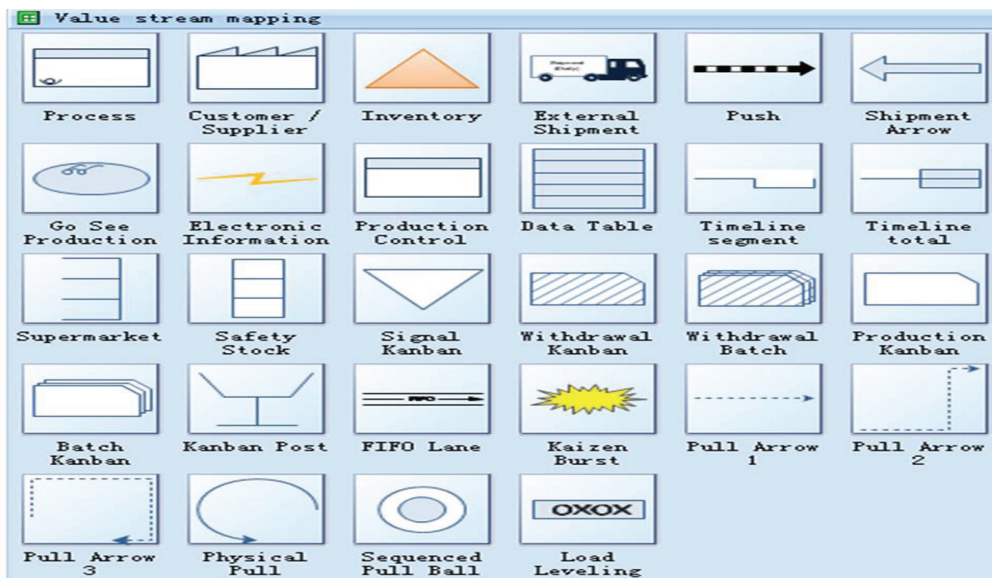 Value stream mapping
Process
Customer /
Supplier
Inventory
External
Shipment
Push
Shipment
Arrow
Go See
Production
Electronic
Information
Production
Control
Data Table
Timeline
segment
Timeline
total
Supermarket
Safety
Stock
Signal
Kanban
Withdrawal
Kanban
Withdrawal
Batch
Production
Kanban
Batch
Kanban
Kanban Post
FIFO
FIFO Lane
Kaizen
Burst
Pull Arrow
1
Pull Arrow
2
Pull Arrow
3
Physical
Pull
Sequenced
Pull Ball
OXOX
Load
Leveling